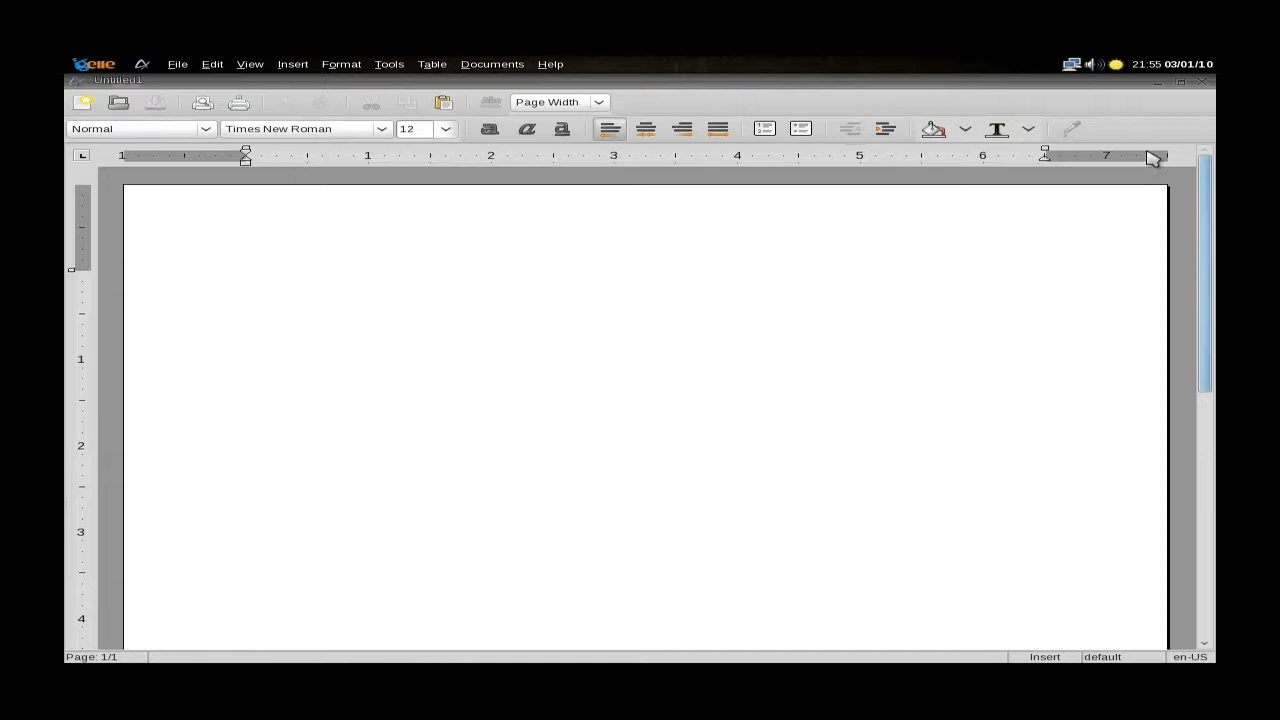 File Edit View Insert Format Tools Table Documents Help 21:55 03/01/10
Untitled1
Page Width
Normal Times New Roman 12
1 1 2 3 4 5 6 7
1
2
3
4
Page: 1/1 Insert default en-US